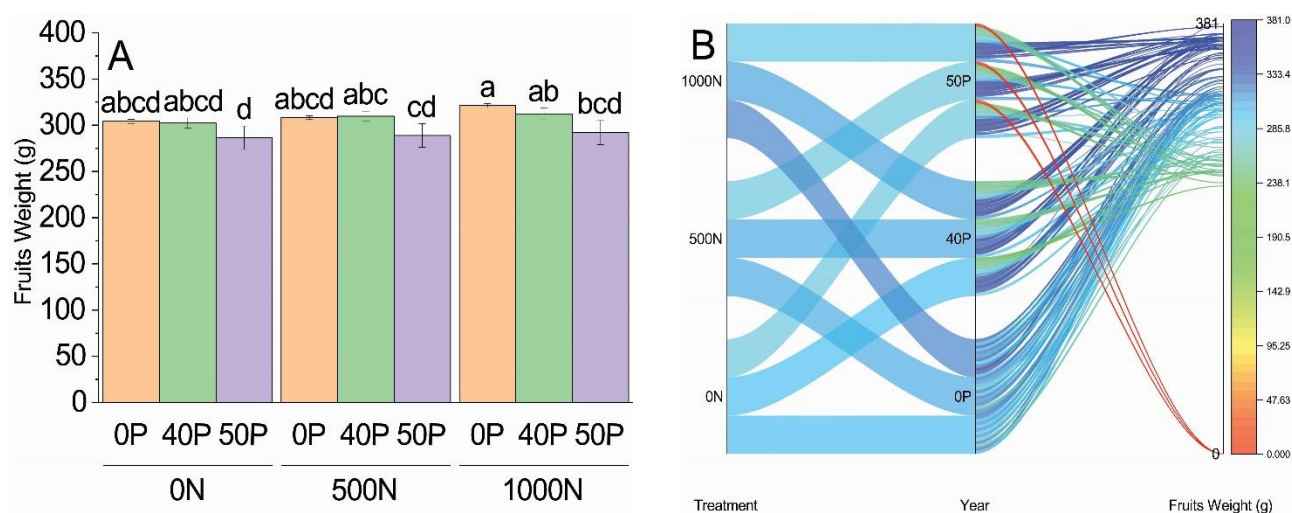 A
400
350
300
250
200
150
100
50
0
Fruits Weight (g)
abcd abcd d abcd abc cd a ab bcd
0P 40P 50P 0P 40P 50P 0P 40P 50P
0N 500N 1000N
B
1000N
500N
0N
50P
40P
0P
381
0
381.0
333.4
285.8
238.1
190.5
142.9
95.25
47.63
0.000
Treatment Year Fruits Weight (g)